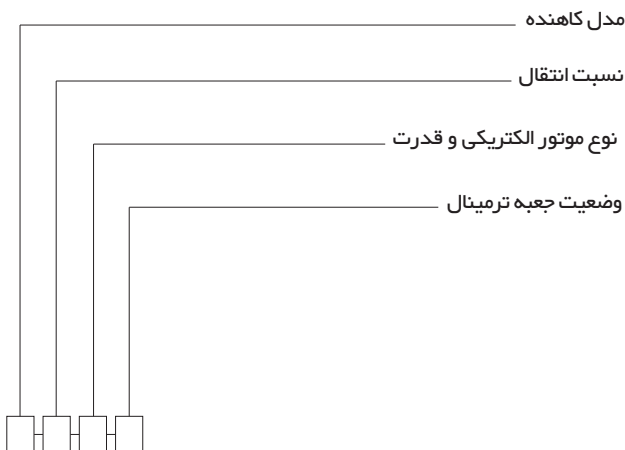 مدل کاهنده
نسبت انتقال
نوع موتور الکتریکی و قدرت
وضعیت جعبه ترمینال